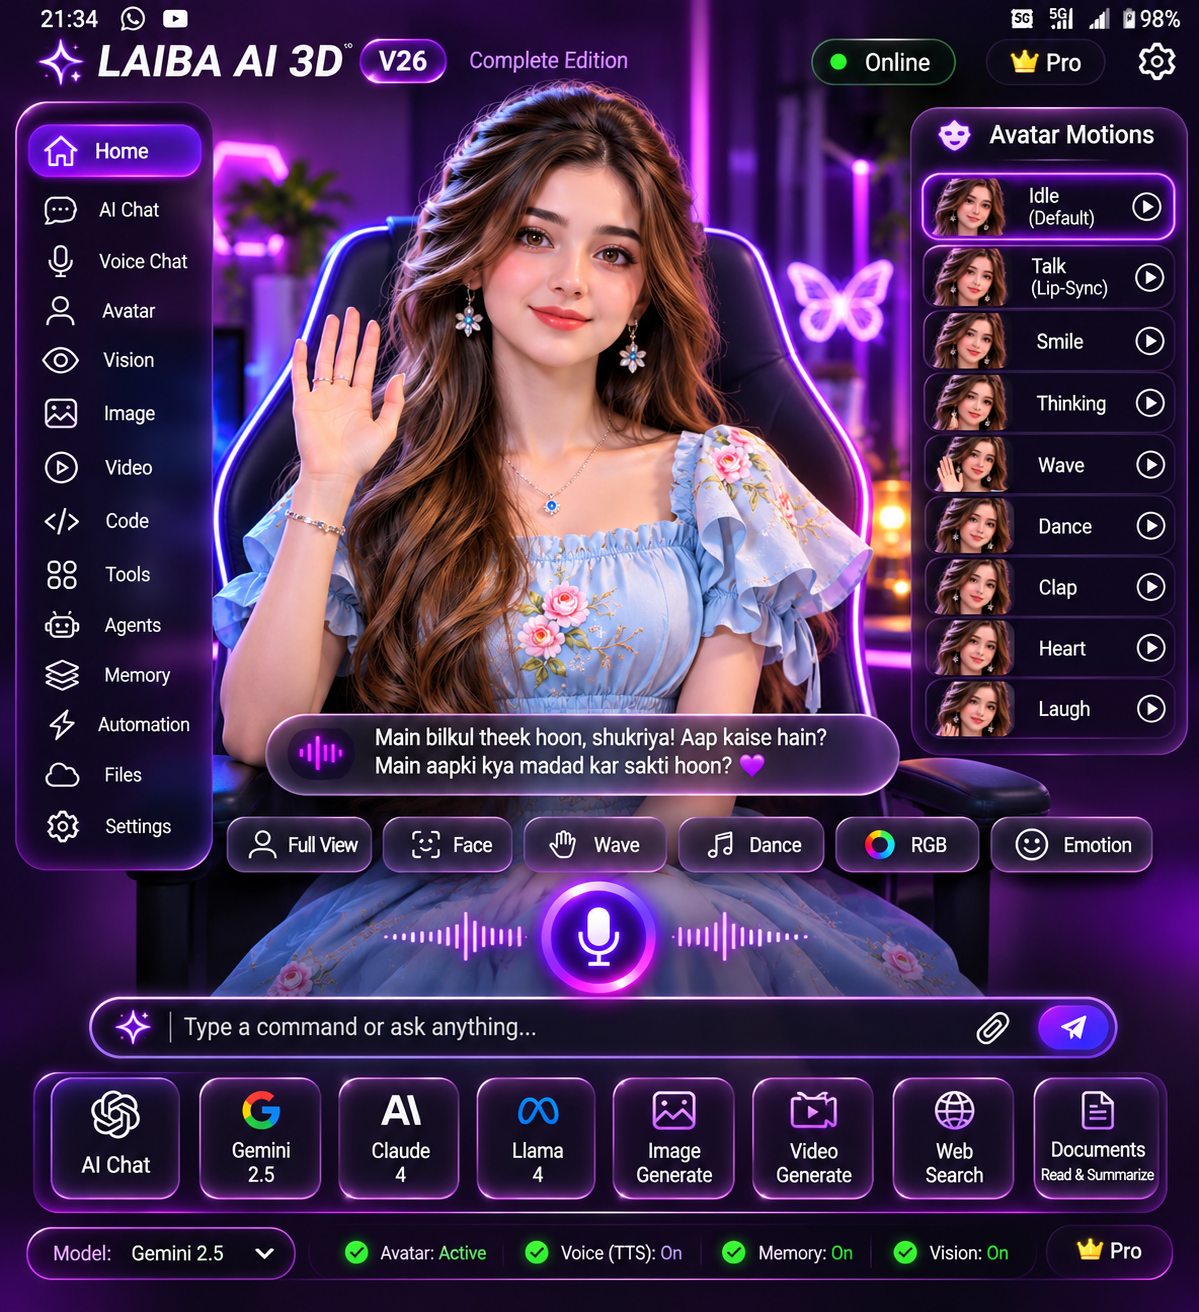 21:34
5G
5G
98%
LAIBA AI 3D
V26
Complete Edition
Online
Pro
Home
AI Chat
Voice Chat
Avatar
Vision
Image
Video
Code
Tools
Agents
Memory
Automation
Files
Settings
Avatar Motions
Idle
(Default)
Talk
(Lip-Sync)
Smile
Thinking
Wave
Dance
Clap
Heart
Laugh
Main bilkul theek hoon, shukriya! Aap kaise hain?
Main aapki kya madad kar sakti hoon? 💜
Full View
Face
Wave
Dance
RGB
Emotion
Type a command or ask anything...
AI Chat
Gemini
2.5
Claude
4
Llama
4
Image
Generate
Video
Generate
Web
Search
Documents
Read & Summarize
Model: Gemini 2.5
Avatar: Active
Voice (TTS): On
Memory: On
Vision: On
Pro